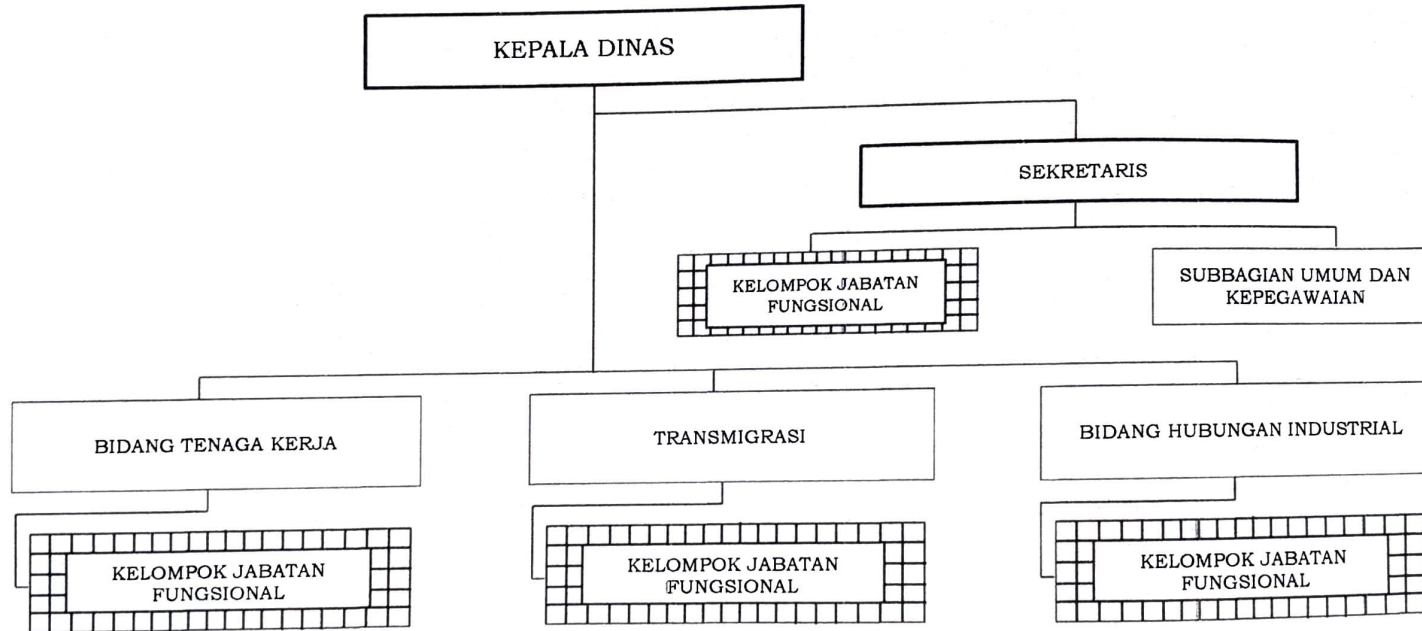 KEPALA DINAS
SEKRETARIS
KELOMPOK JABATAN
FUNGSIONAL
SUBBAGIAN UMUM DAN
KEPEGAWAIAN
BIDANG TENAGA KERJA
TRANSMIGRASI
BIDANG HUBUNGAN INDUSTRIAL
KELOMPOK JABATAN
FUNGSIONAL
KELOMPOK JABATAN
FUNGSIONAL
KELOMPOK JABATAN
FUNGSIONAL